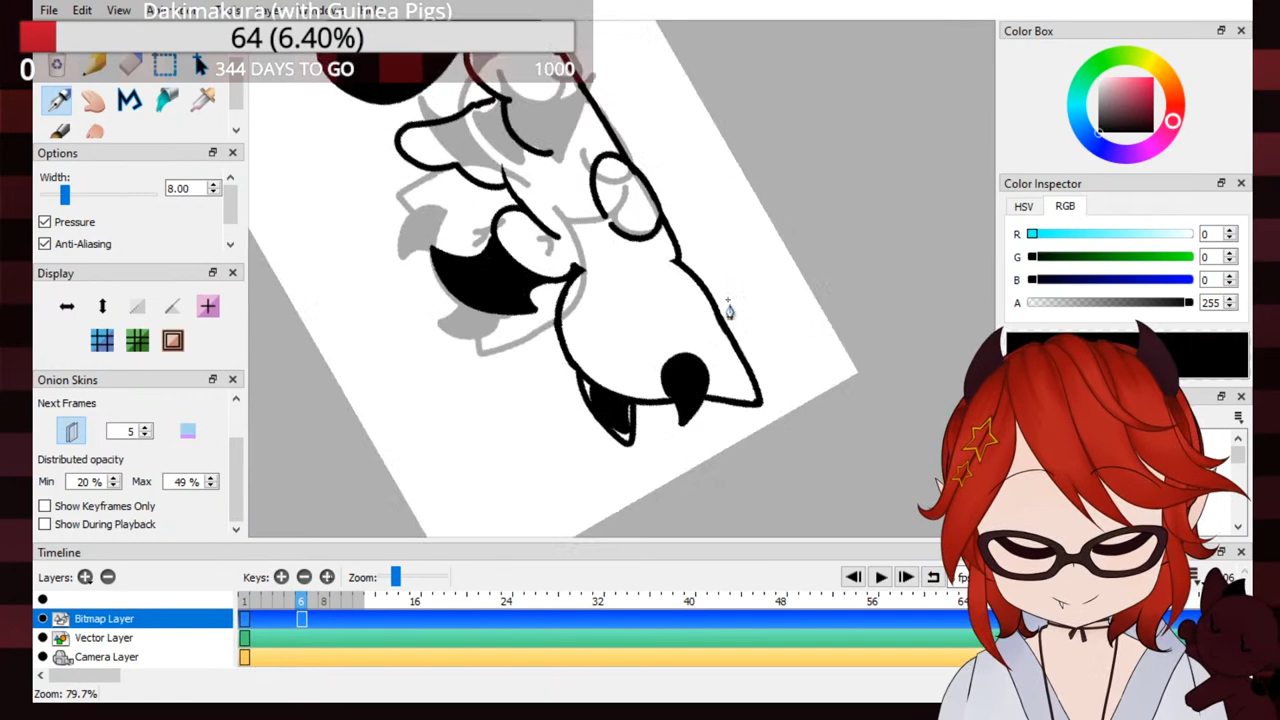 Dakimakura (with Guinea Pigs)
File Edit View
64 (6.40%)
0 344 DAYS TO GO 1000
Color Box
Options
Width: 8.00
Pressure
Anti-Aliasing
Display
Onion Skins
Next Frames
5
Distributed opacity
Min 20 % Max 49 %
Show Keyframes Only
Show During Playback
Color Inspector
HSV RGB
R 0
G 0
B 0
A 255
Timeline
Layers: Keys: Zoom: fps
1 6 8 16 24 32 40 48 56 64
Bitmap Layer
Vector Layer
Camera Layer
Zoom: 79.7%